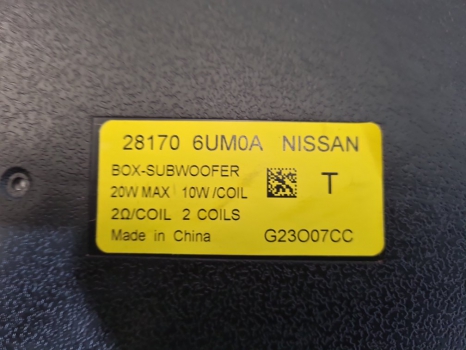 28170 6UM0A NISSAN
BOX-SUBWOOFER
20W MAX 10W/COIL
T
2Ω/COIL 2 COILS
Made in China G23O07CC